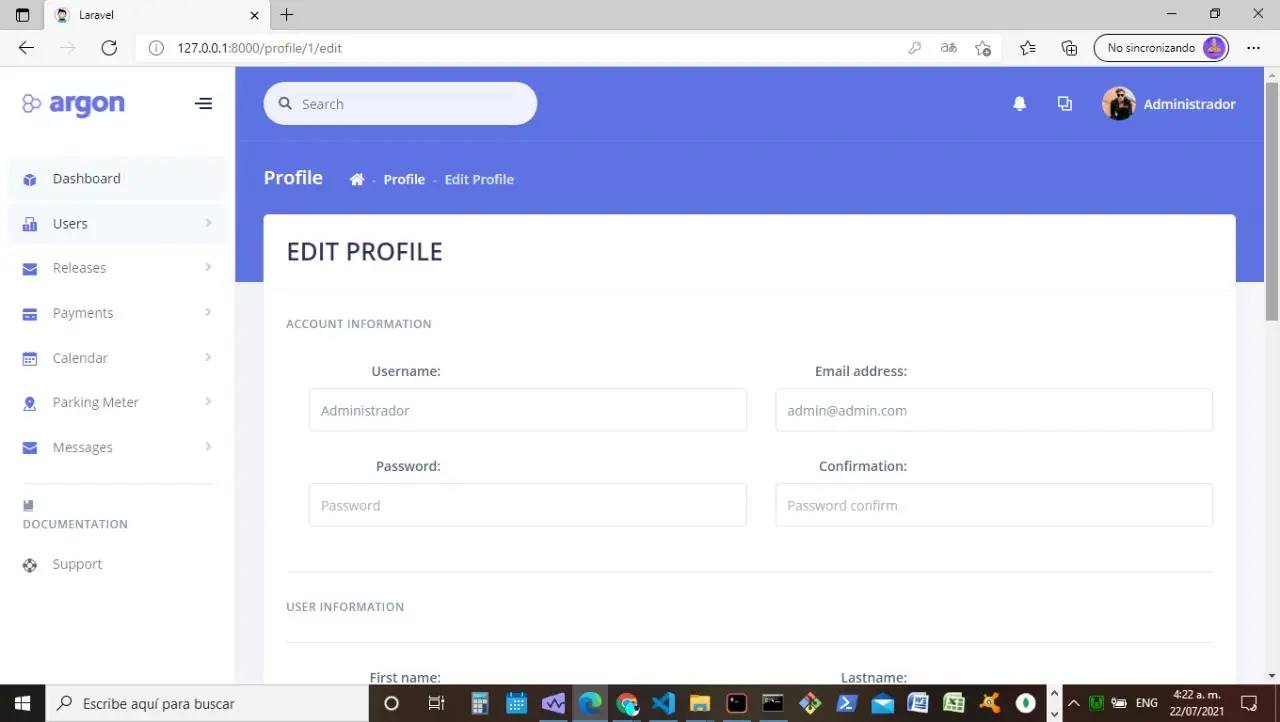 Laravel
127.0.0.1:8000/profile/1/edit
aあ
No sincronizando
argon
Search
Administrador
Dashboard
Users
Releases
Payments
Calendar
Parking Meter
Messages
DOCUMENTATION
Support
Profile - Profile - Edit Profile
EDIT PROFILE
ACCOUNT INFORMATION
Username: Email address:
Administrador admin@admin.com
Password: Confirmation:
Password Password confirm
USER INFORMATION
First name: Lastname:
Escribe aquí para buscar
ENG
4:22 a. m.
22/07/2021